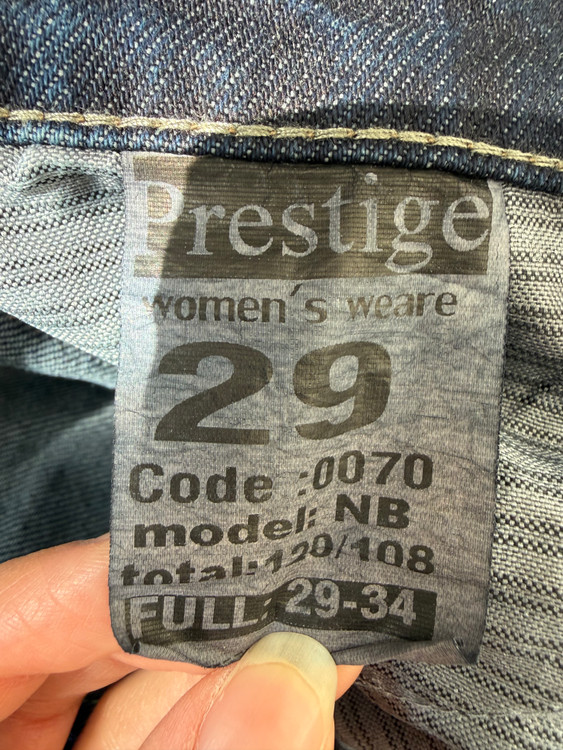 Prestige
women's weare
29
Code :0070
model: NB
total:120/108
FULL: 29-34